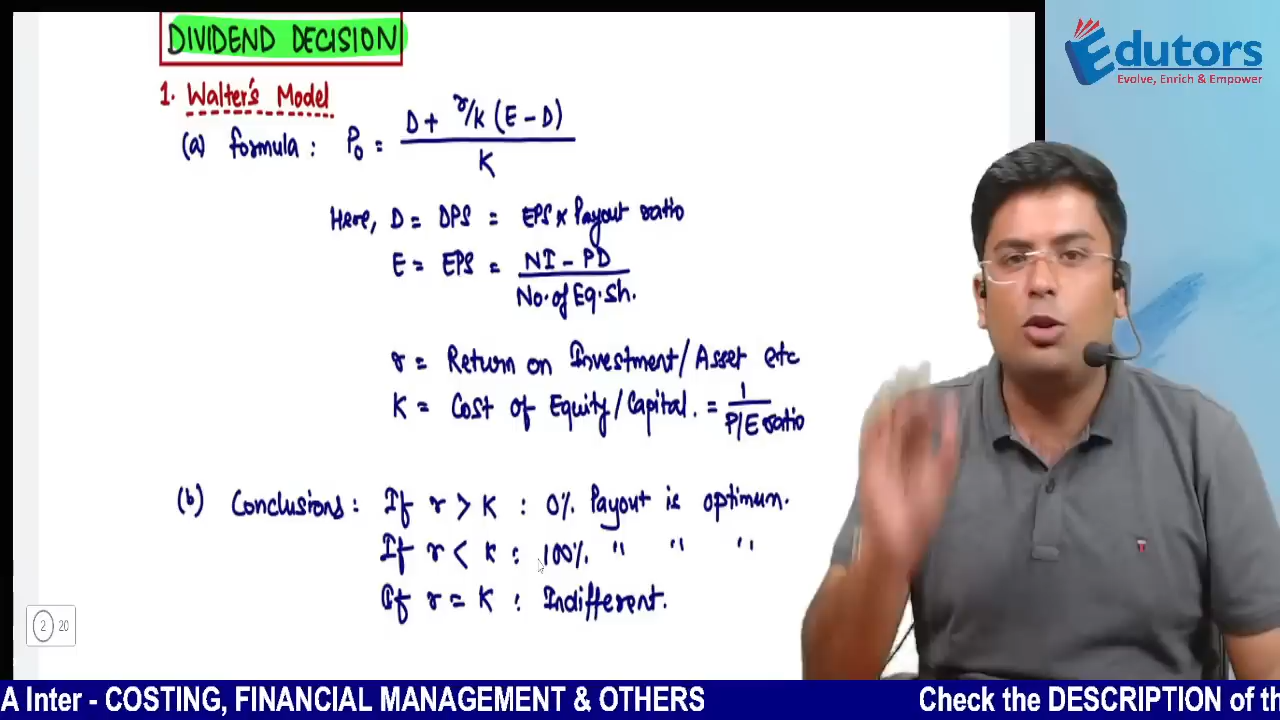 DIVIDEND DECISION
1. Walter's Model
(a) formula : P₀ = D + r/K (E - D) / K
Here, D = DPS = EPS x Payout ratio
E = EPS = NI - PD / No. of Eq. Sh.
r = Return on Investment/Asset etc
K = Cost of Equity/Capital. = 1 / P/E ratio
(b) Conclusions : If r > K : 0% Payout is optimum.
If r < K : 100% " " "
If r = K : Indifferent.
2 20
Edutors
Evolve, Enrich & Empower
A Inter - COSTING, FINANCIAL MANAGEMENT & OTHERS
Check the DESCRIPTION of th